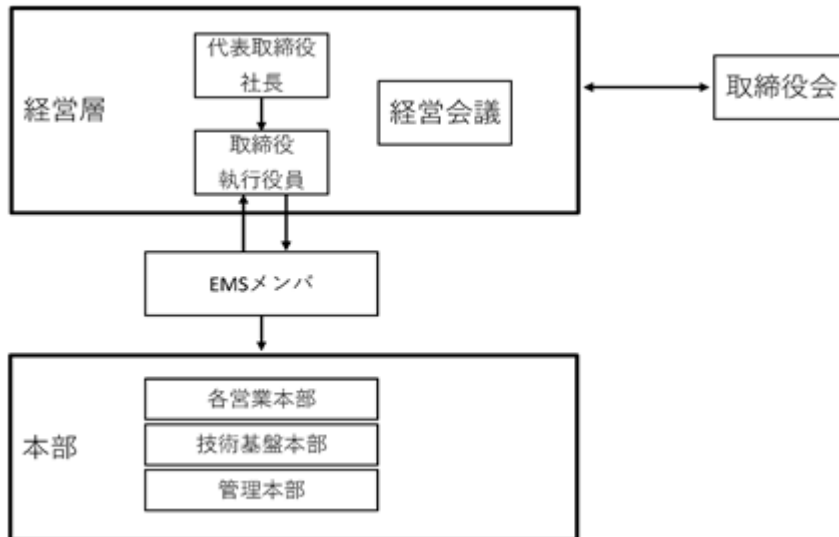 代表取締役
社長
経営層
経営会議
取締役会
取締役
執行役員
EMSメンバ
各営業本部
本部
技術基盤本部
管理本部